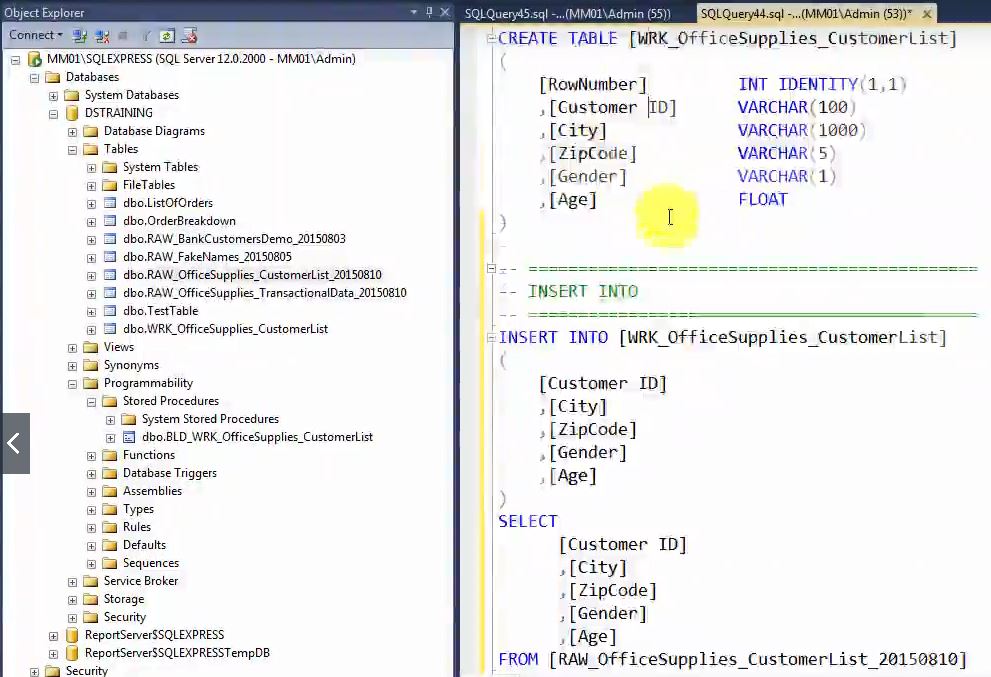 Object Explorer
Connect
MM01\SQLEXPRESS (SQL Server 12.0.2000 - MM01\Admin)
Databases
System Databases
DSTRAINING
Database Diagrams
Tables
System Tables
FileTables
dbo.ListOfOrders
dbo.OrderBreakdown
dbo.RAW_BankCustomersDemo_20150803
dbo.RAW_FakeNames_20150805
dbo.RAW_OfficeSupplies_CustomerList_20150810
dbo.RAW_OfficeSupplies_TransactionalData_20150810
dbo.TestTable
dbo.WRK_OfficeSupplies_CustomerList
Views
Synonyms
Programmability
Stored Procedures
System Stored Procedures
dbo.BLD_WRK_OfficeSupplies_CustomerList
Functions
Database Triggers
Assemblies
Types
Rules
Defaults
Sequences
Service Broker
Storage
Security
ReportServer$SQLEXPRESS
ReportServer$SQLEXPRESSTempDB
Security
SQLQuery45.sql -...(MM01\Admin (55)) SQLQuery44.sql -...(MM01\Admin (53))*
CREATE TABLE [WRK_OfficeSupplies_CustomerList]
(
[RowNumber] INT IDENTITY(1,1)
,[Customer ID] VARCHAR(100)
,[City] VARCHAR(1000)
,[ZipCode] VARCHAR(5)
,[Gender] VARCHAR(1)
,[Age] FLOAT
)
-- =============================================
-- INSERT INTO
-- =============================================
INSERT INTO [WRK_OfficeSupplies_CustomerList]
(
[Customer ID]
,[City]
,[ZipCode]
,[Gender]
,[Age]
)
SELECT
[Customer ID]
,[City]
,[ZipCode]
,[Gender]
,[Age]
FROM [RAW_OfficeSupplies_CustomerList_20150810]